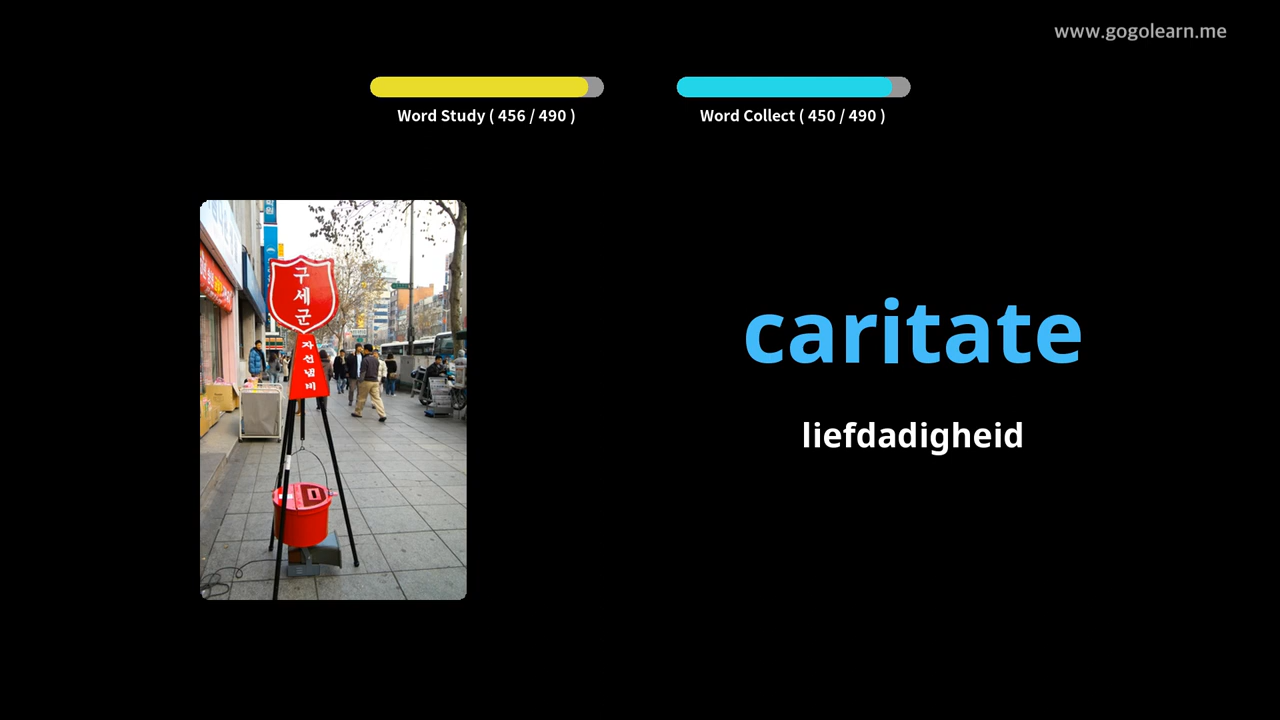 www.gogolearn.me
Word Study ( 456 / 490 )
Word Collect ( 450 / 490 )
구
세
군
자
선
냄
비
caritate
liefdadigheid